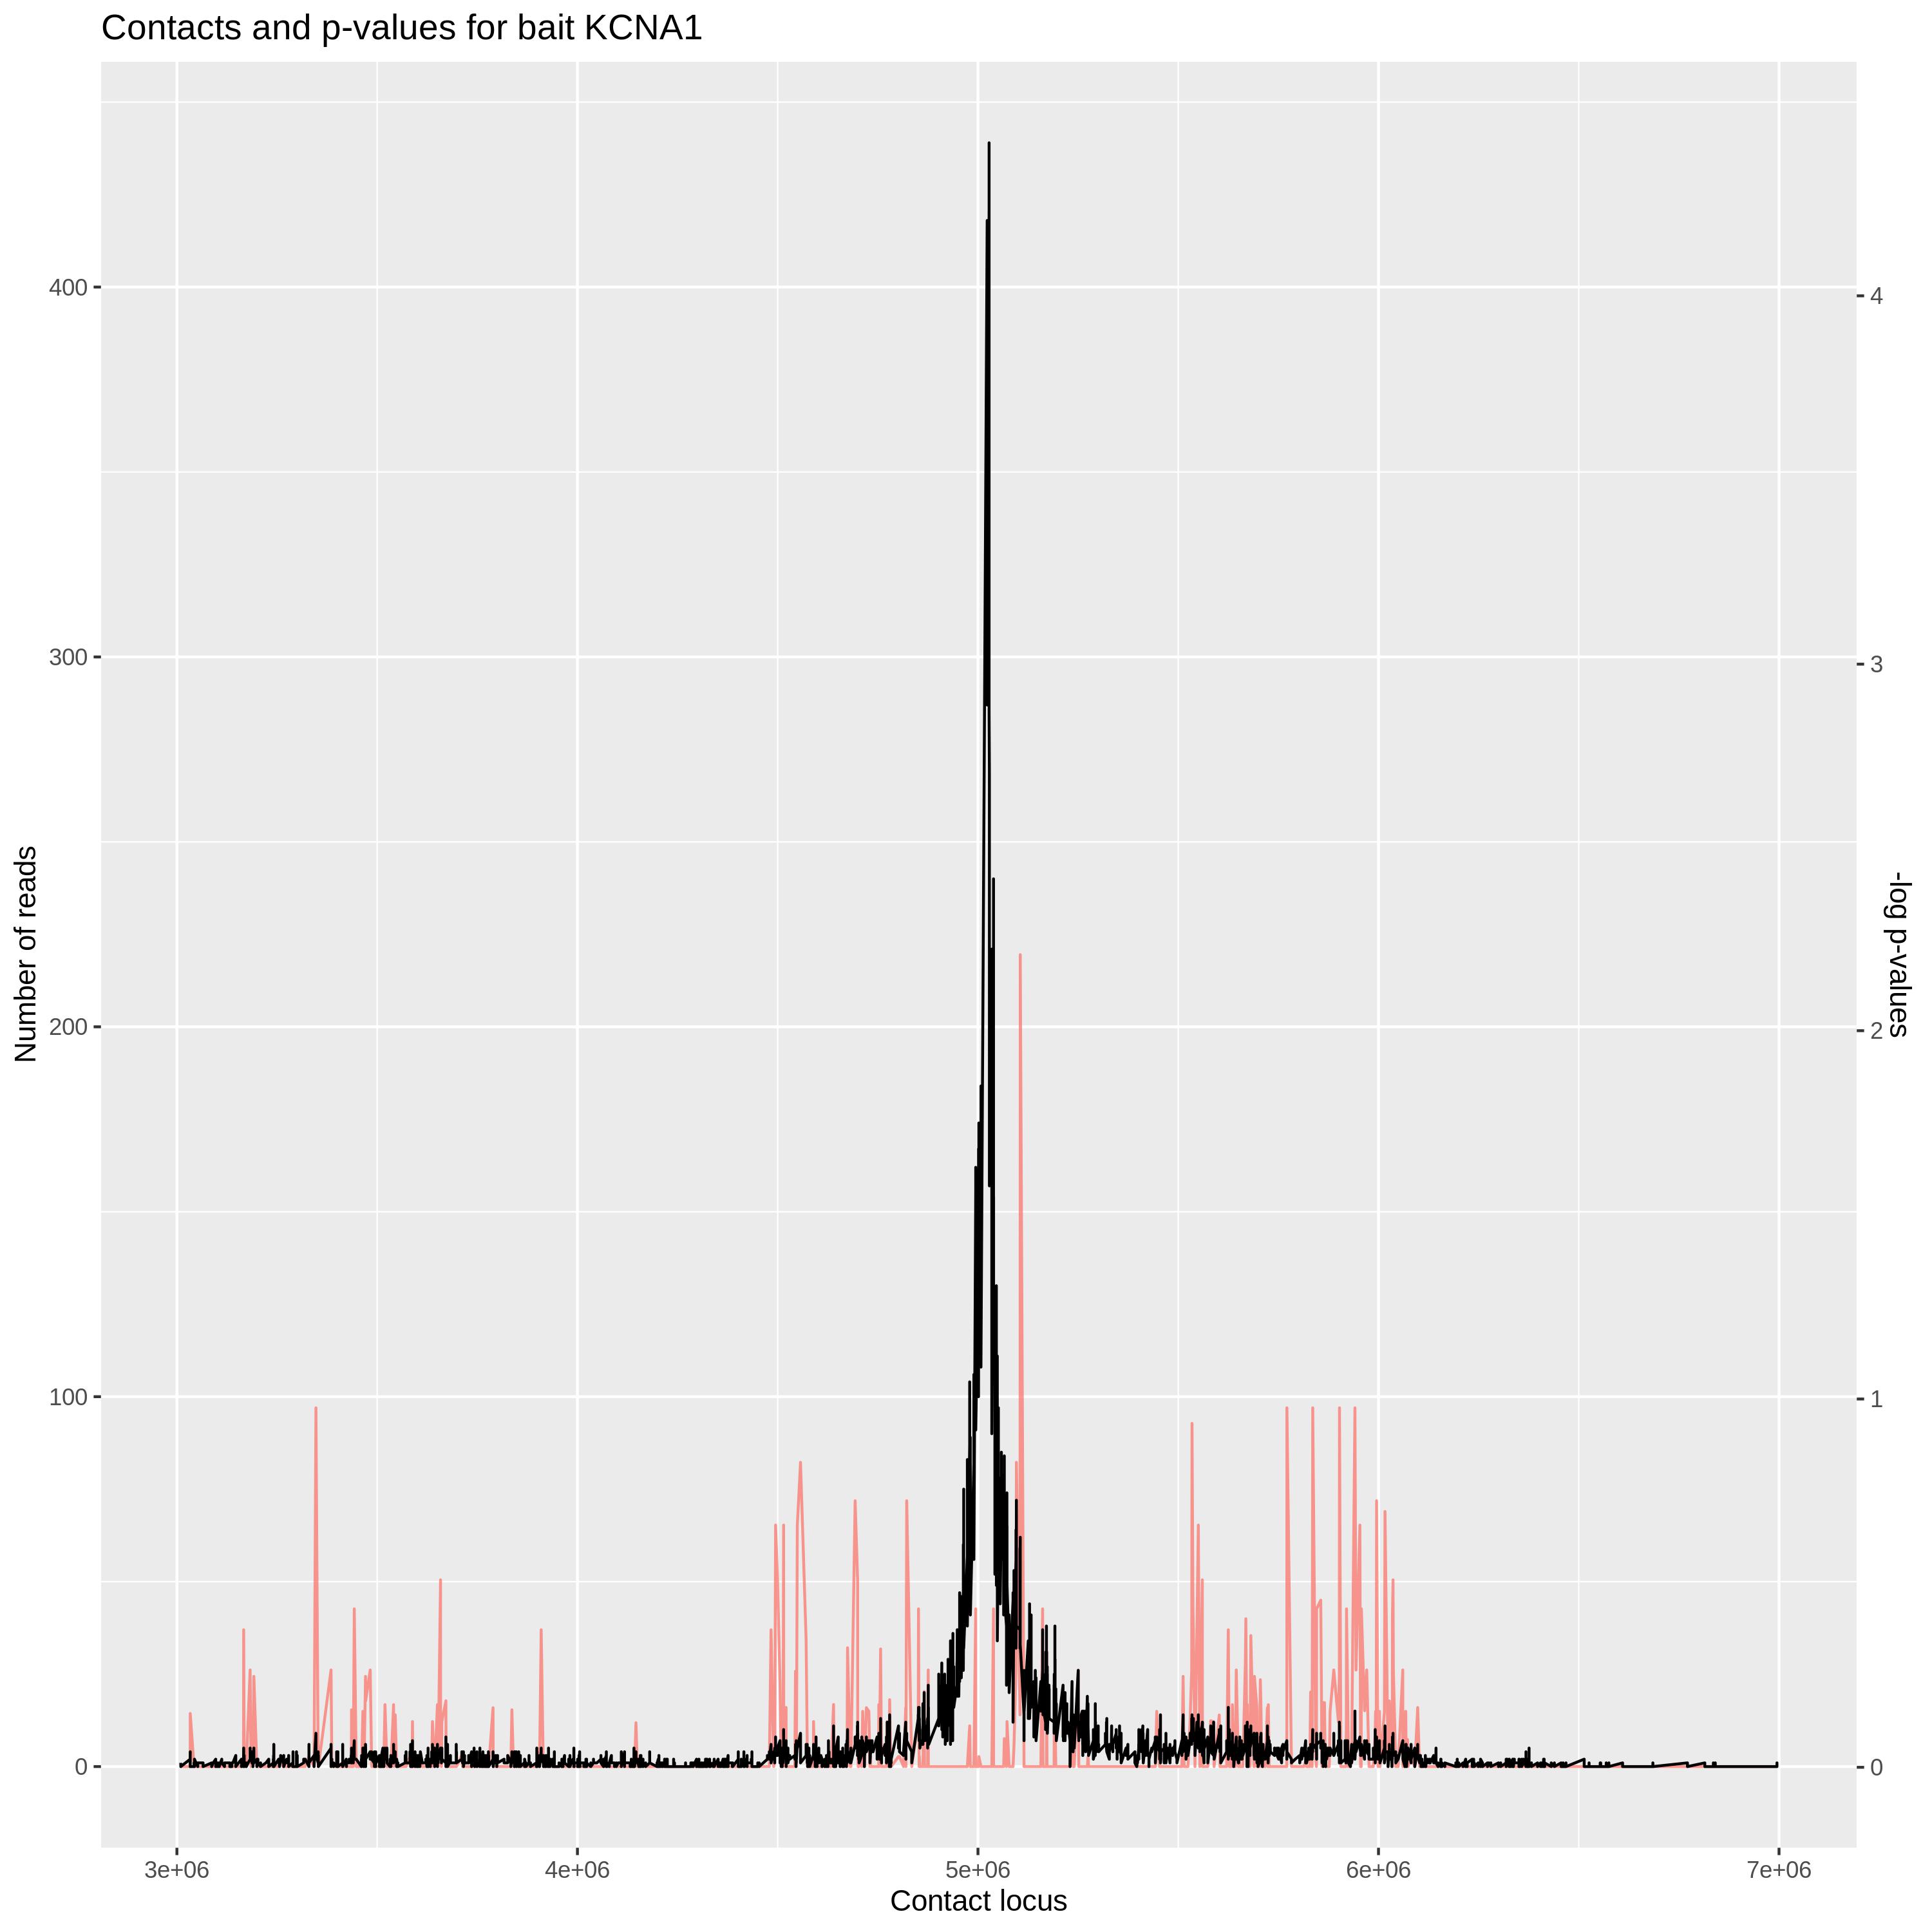 Contacts and p-values for bait KCNA1
Number of reads
400
300
200
100
0
4
3
2
1
0
-log p-values
3e+06
4e+06
5e+06
6e+06
7e+06
Contact locus